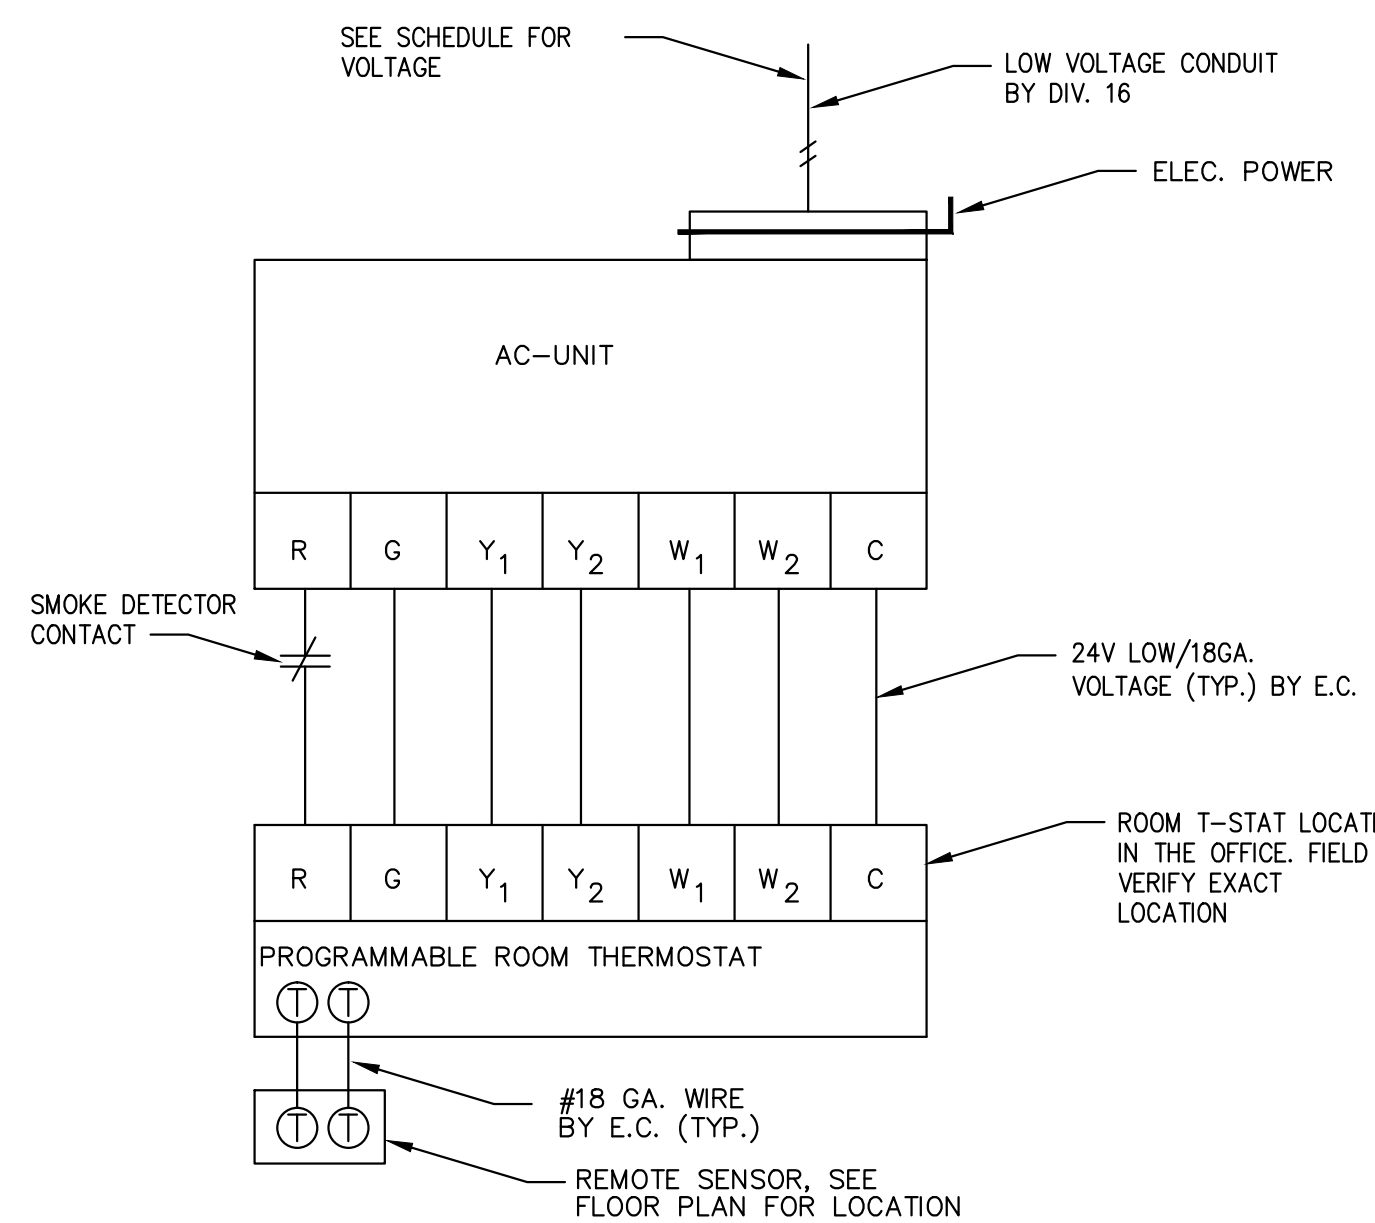 SEE SCHEDULE FOR
VOLTAGE
LOW VOLTAGE CONDUIT
BY DIV. 16
ELEC. POWER
AC-UNIT
R G Y1 Y2 W1 W2 C
SMOKE DETECTOR
CONTACT
24V LOW/18GA.
VOLTAGE (TYP.) BY E.C.
R G Y1 Y2 W1 W2 C
ROOM T-STAT
IN THE OFFICE. FIELD
VERIFY EXACT
LOCATION
PROGRAMMABLE ROOM THERMOSTAT
T T
#18 GA. WIRE
BY E.C. (TYP.)
T T
REMOTE SENSOR, SEE
FLOOR PLAN FOR LOCATION